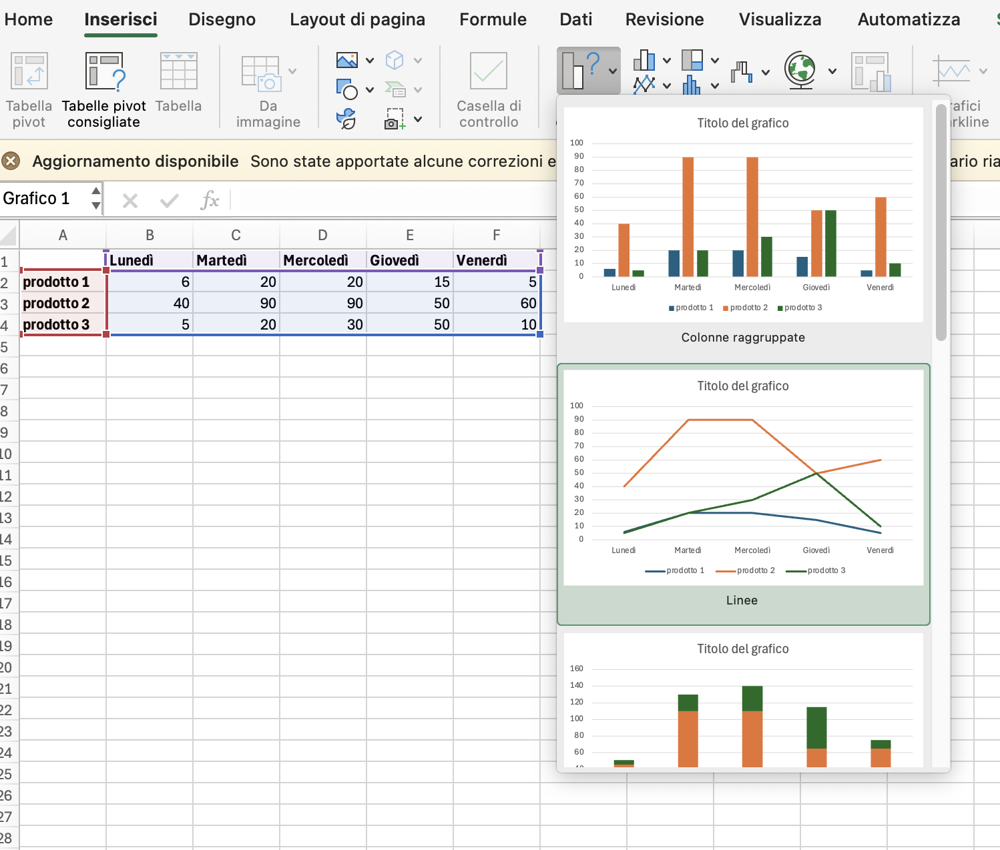 Home Inserisci Disegno Layout di pagina Formule Dati Revisione Visualizza Automatizza
Tabella pivot
Tabelle pivot consigliate
Tabella
Da immagine
Casella di controllo
Aggiornamento disponibile Sono state apportate alcune correzioni e
Grafico 1
fx
A B C D E F
1 Lunedì Martedì Mercoledì Giovedì Venerdì
2 prodotto 1 6 20 20 15 5
3 prodotto 2 40 90 90 50 60
4 prodotto 3 5 20 30 50 10
5
6
7
8
9
10
11
12
13
14
15
16
17
18
19
20
21
22
23
24
25
26
27
28
Titolo del grafico
100
90
80
70
60
50
40
30
20
10
0
Lunedì Martedì Mercoledì Giovedì Venerdì
prodotto 1 prodotto 2 prodotto 3
Colonne raggruppate
Titolo del grafico
100
90
80
70
60
50
40
30
20
10
0
Lunedì Martedì Mercoledì Giovedì Venerdì
prodotto 1 prodotto 2 prodotto 3
Linee
Titolo del grafico
160
140
120
100
80
60